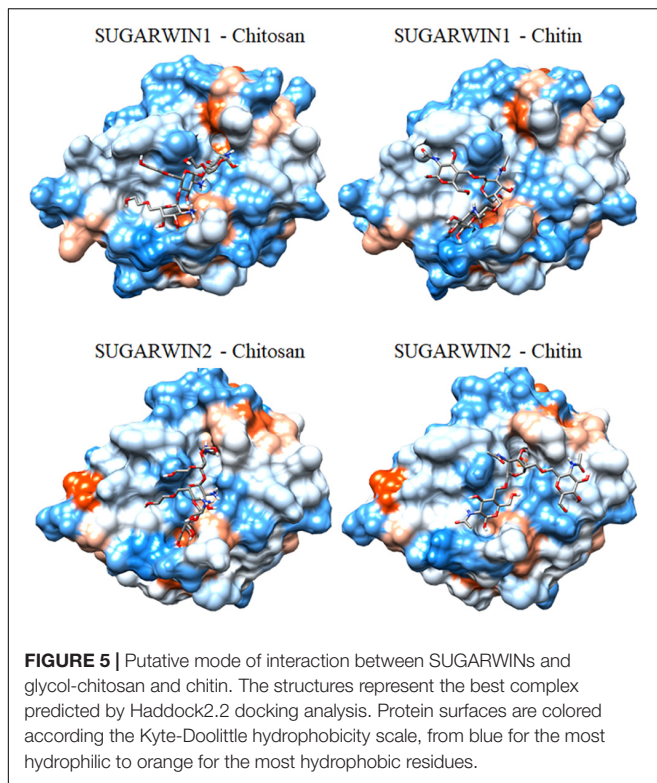 SUGARWIN1 - Chitosan
SUGARWIN1 - Chitin
SUGARWIN2 - Chitosan
SUGARWIN2 - Chitin
FIGURE 5 | Putative mode of interaction between SUGARWINs and
glycol-chitosan and chitin. The structures represent the best complex
predicted by Haddock2.2 docking analysis. Protein surfaces are colored
according the Kyte-Doolittle hydrophobicity scale, from blue for the most
hydrophilic to orange for the most hydrophobic residues.